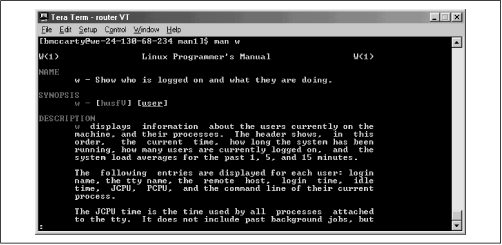 Tera Term - router VT
File Edit Setup Control Window Help
[bmccarty@we-24-130-68-234 man1]$ man w
W(1) Linux Programmer's Manual W(1)
NAME
w - Show who is logged on and what they are doing.
SYNOPSIS
w - [husfV] [user]
DESCRIPTION
w displays information about the users currently on the
machine, and their processes. The header shows, in this
order, the current time, how long the system has been
running, how many users are currently logged on, and the
system load averages for the past 1, 5, and 15 minutes.
The following entries are displayed for each user: login
name, the tty name, the remote host, login time, idle
time, JCPU, PCPU, and the command line of their current
process.
The JCPU time is the time used by all processes attached
to the tty. It does not include past background jobs, but
: